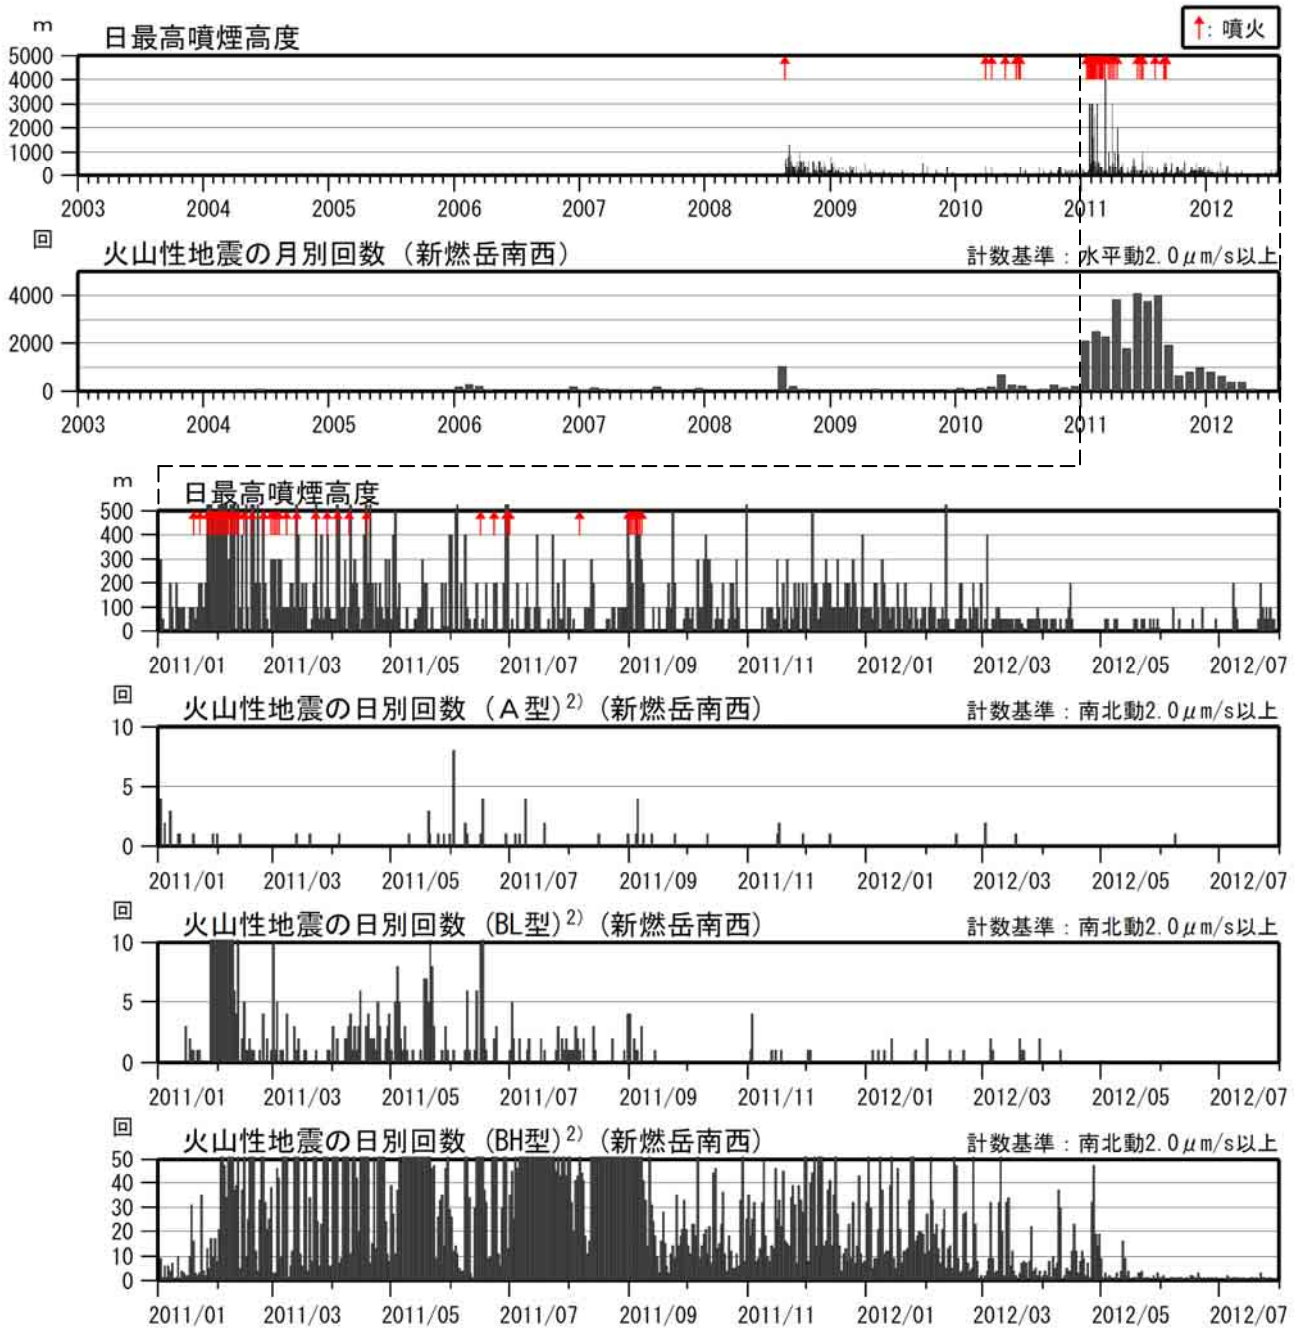 m
日最高噴煙高度
↑: 噴火
5000
4000
3000
2000
1000
0
2003 2004 2005 2006 2007 2008 2009 2010 2011 2012
回
火山性地震の月別回数（新燃岳南西） 計数基準：水平動2.0μm/s以上
4000
2000
0
2003 2004 2005 2006 2007 2008 2009 2010 2011 2012
m
日最高噴煙高度
500
400
300
200
100
0
2011/01 2011/03 2011/05 2011/07 2011/09 2011/11 2012/01 2012/03 2012/05 2012/07
回
火山性地震の日別回数（A型）2)（新燃岳南西） 計数基準：南北動2.0μm/s以上
10
5
0
2011/01 2011/03 2011/05 2011/07 2011/09 2011/11 2012/01 2012/03 2012/05 2012/07
回
火山性地震の日別回数（BL型）2)（新燃岳南西） 計数基準：南北動2.0μm/s以上
10
5
0
2011/01 2011/03 2011/05 2011/07 2011/09 2011/11 2012/01 2012/03 2012/05 2012/07
回
火山性地震の日別回数（BH型）2)（新燃岳南西） 計数基準：南北動2.0μm/s以上
50
40
30
20
10
0
2011/01 2011/03 2011/05 2011/07 2011/09 2011/11 2012/01 2012/03 2012/05 2012/07